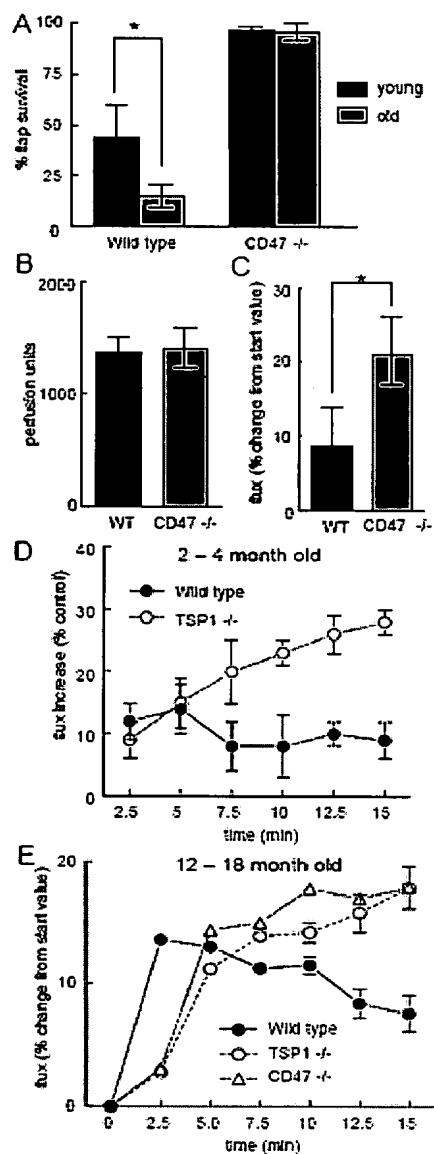 A
% flap survival
100
75
50
25
0
*
young
old
Wild type
CD47 -/-
B
perfusion units
2000
1000
0
WT
CD47 -/-
C
flux (% change from start value)
30
20
10
0
*
WT
CD47 -/-
D
2 – 4 month old
flux increase (% control)
40
30
20
10
0
Wild type
TSP1 -/-
2.5 5 7.5 10 12.5 15
time (min)
E
12 – 18 month old
flux (% change from start value)
20
10
0
Wild type
TSP1 -/-
CD47 -/-
0 2.5 5.0 7.5 10 12.5 15
time (min)